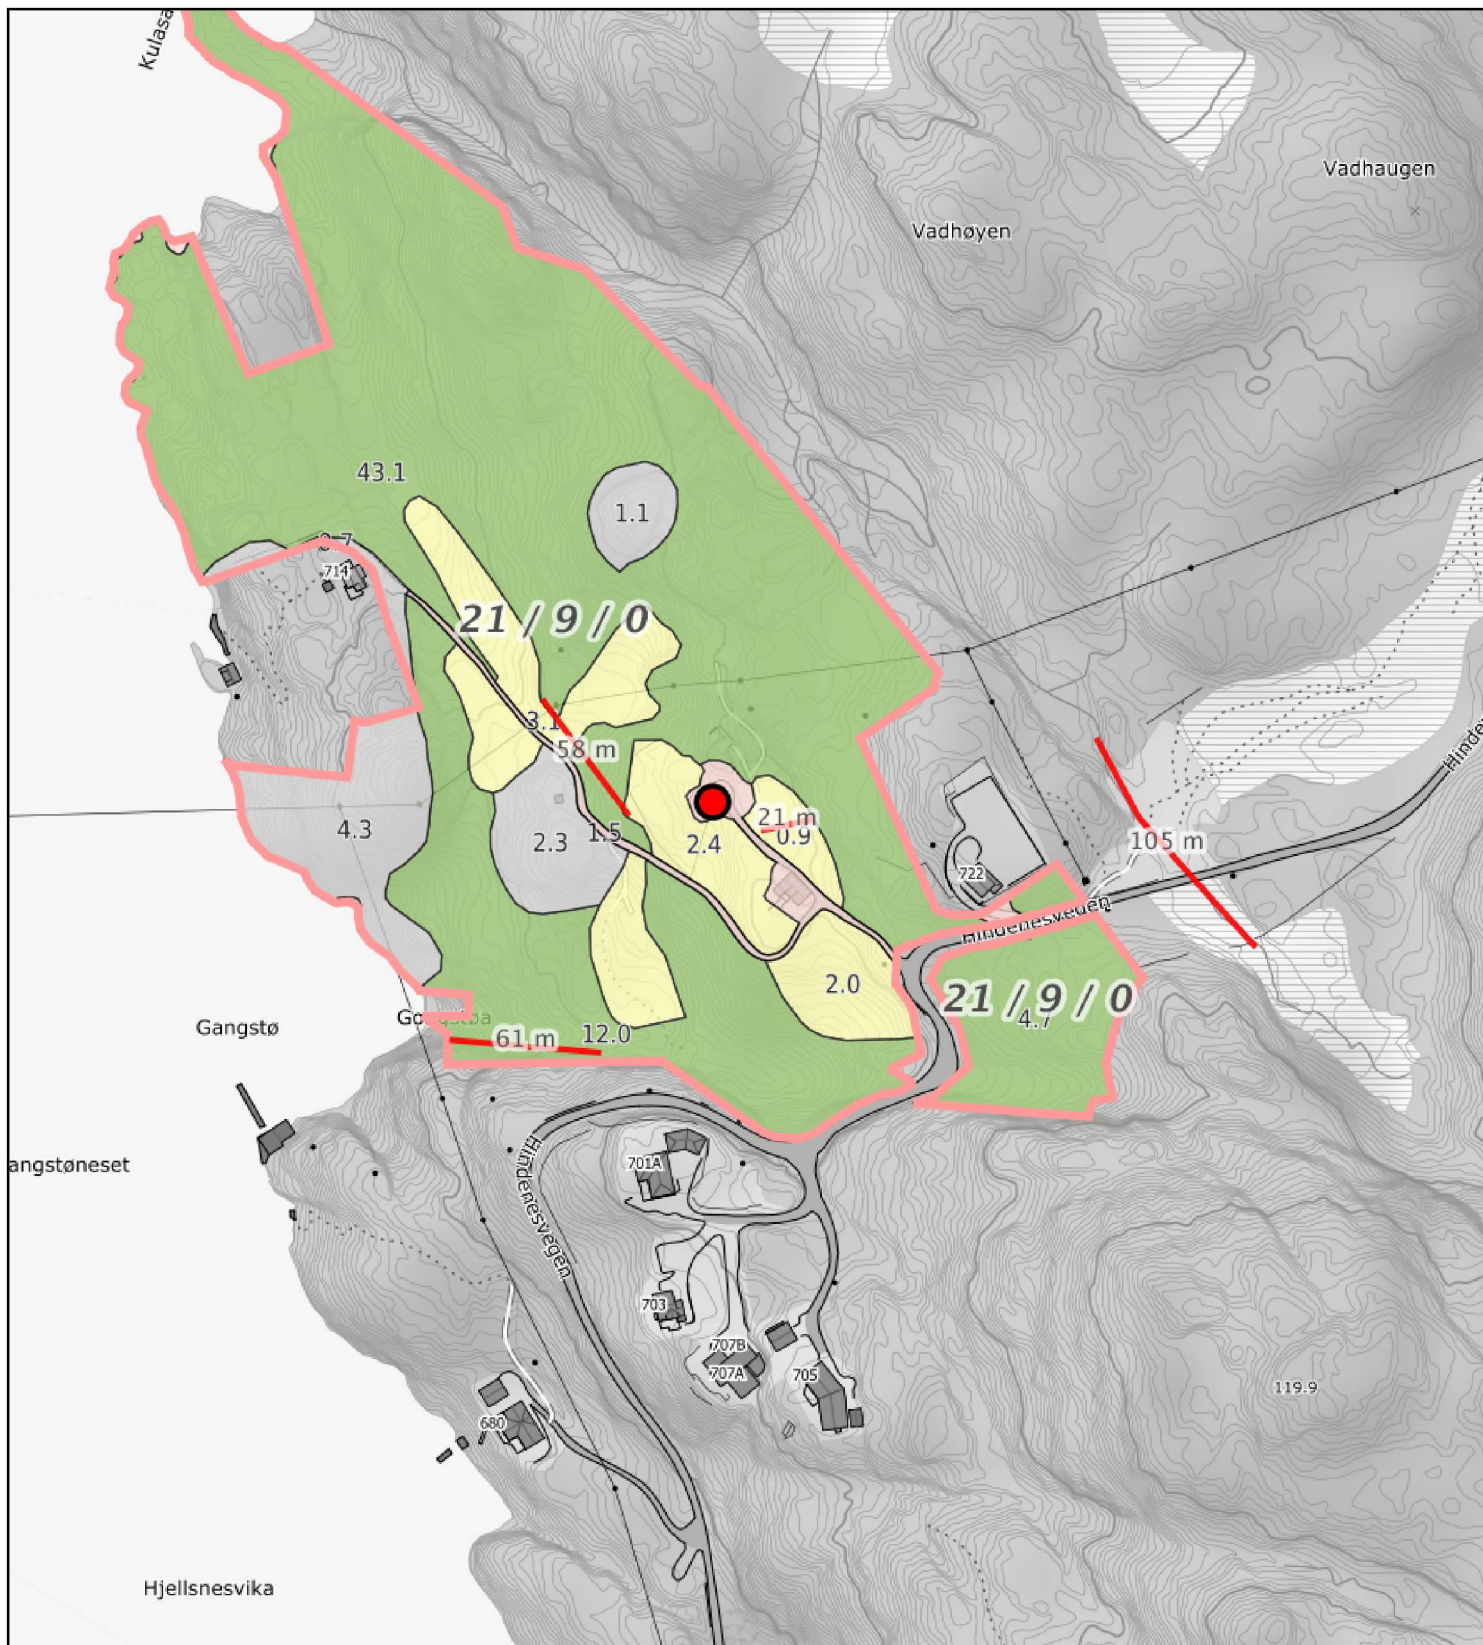 Kulasa
Vadhaugen
Vadhøyen
43.1
1.1
714
21 / 9 / 0
3.1
58 m
4.3
2.3
1.5
2.4
21 m
0.9
105 m
722
Hindenesvegen
2.0
21 / 9 / 0
4.7
Gangstø
61 m
12.0
angstøneset
701A
Hindenesvegen
703
707B
707A
705
119.9
680
Hjellsnesvika